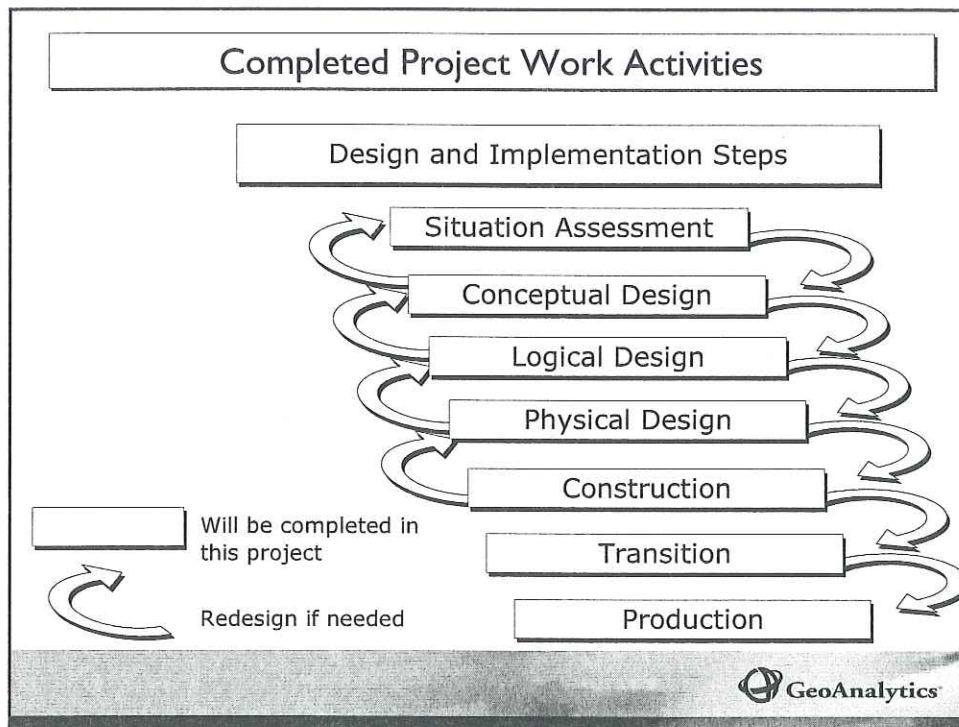 Completed Project Work Activities
Design and Implementation Steps
Situation Assessment
Conceptual Design
Logical Design
Physical Design
Construction
Transition
Production
Will be completed in
this project
Redesign if needed
GeoAnalytics